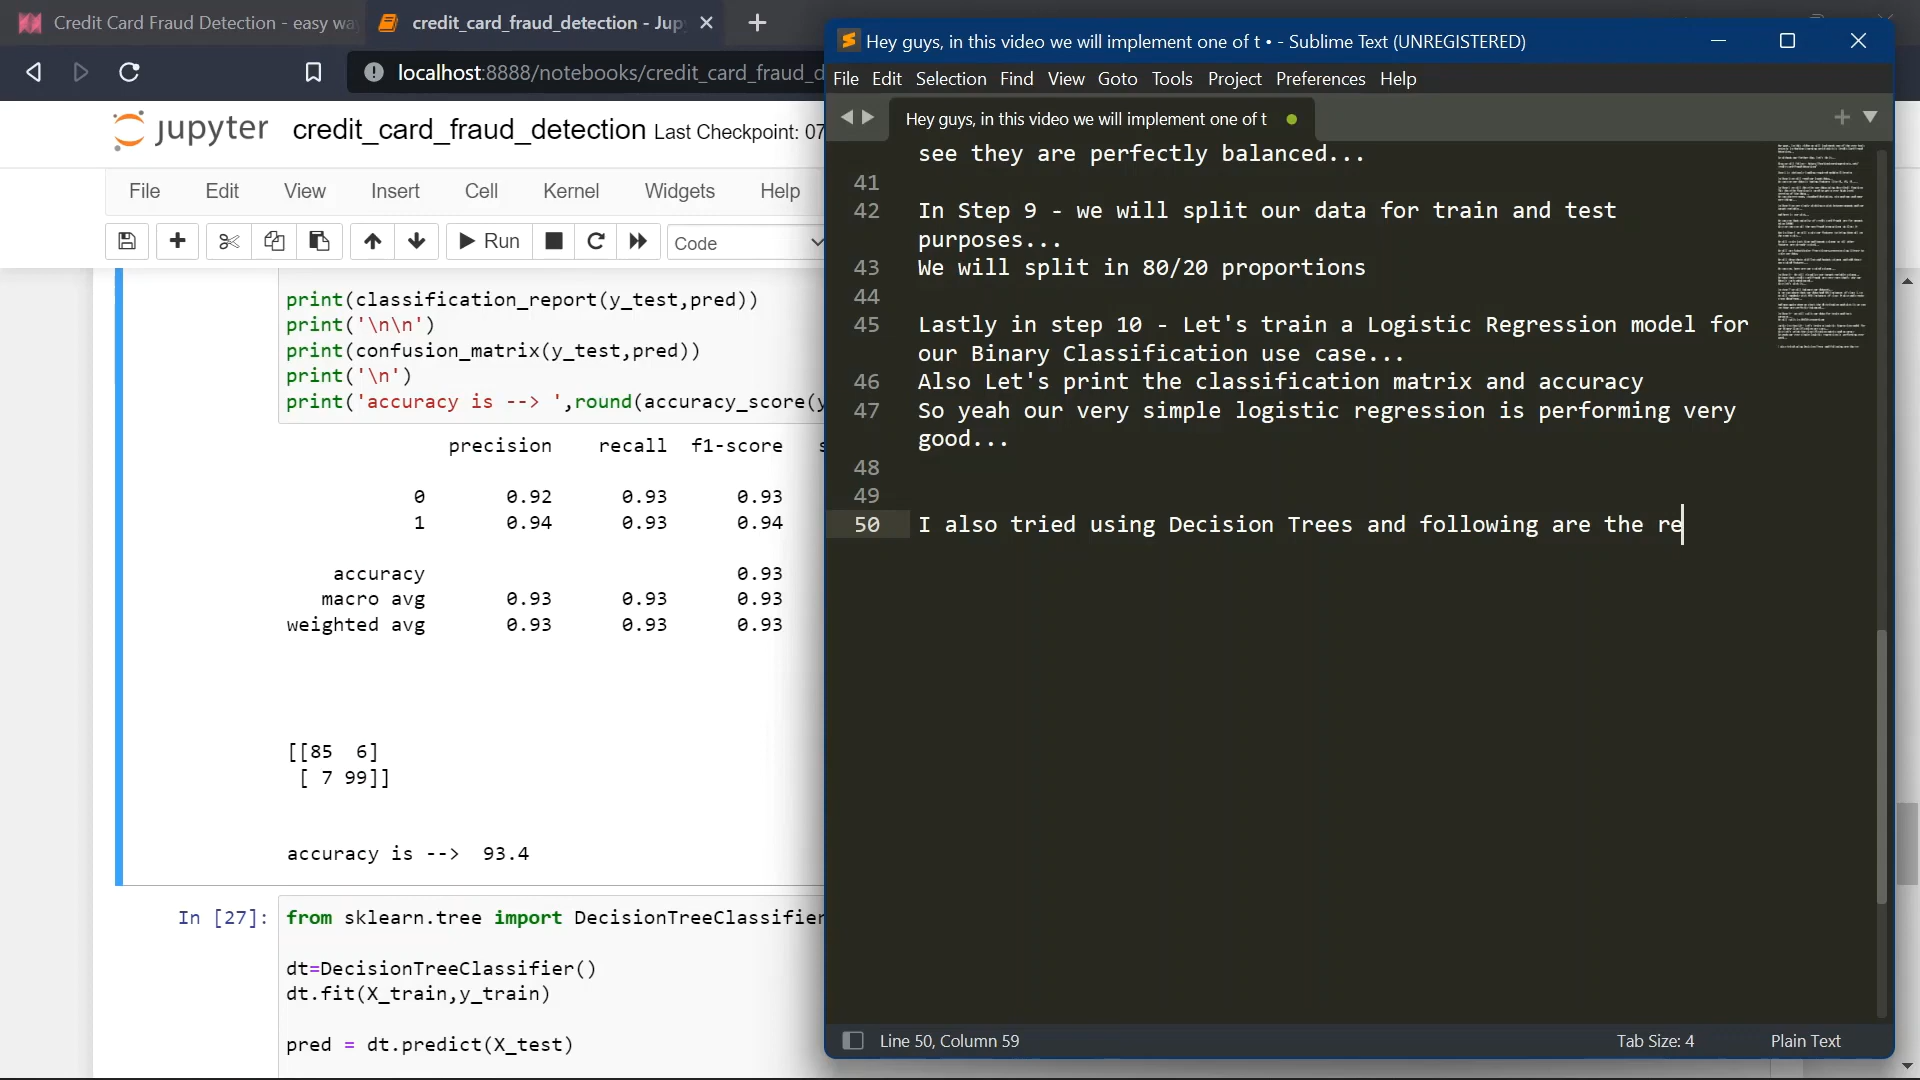 Credit Card Fraud Detection - easy wa
credit_card_fraud_detection - Jup
localhost:8888/notebooks/credit_card_fraud_d
jupyter credit_card_fraud_detection Last Checkpoint: 07
File Edit View Insert Cell Kernel Widgets Help
Run Code
print(classification_report(y_test,pred))
print('\n\n')
print(confusion_matrix(y_test,pred))
print('\n')
print('accuracy is --> ',round(accuracy_score(y
precision recall f1-score s
0 0.92 0.93 0.93
1 0.94 0.93 0.94
accuracy 0.93
macro avg 0.93 0.93 0.93
weighted avg 0.93 0.93 0.93
[[85  6]
[ 7 99]]
accuracy is -->  93.4
In [27]: from sklearn.tree import DecisionTreeClassifier
dt=DecisionTreeClassifier()
dt.fit(X_train,y_train)
pred = dt.predict(X_test)
Hey guys, in this video we will implement one of t • - Sublime Text (UNREGISTERED)
File Edit Selection Find View Goto Tools Project Preferences Help
Hey guys, in this video we will implement one of t
see they are perfectly balanced...
41
42 In Step 9 - we will split our data for train and test
purposes...
43 We will split in 80/20 proportions
44
45 Lastly in step 10 - Let's train a Logistic Regression model for
our Binary Classification use case...
46 Also Let's print the classification matrix and accuracy
47 So yeah our very simple logistic regression is performing very
good...
48
49
50 I also tried using Decision Trees and following are the re
Line 50, Column 59 Tab Size: 4 Plain Text